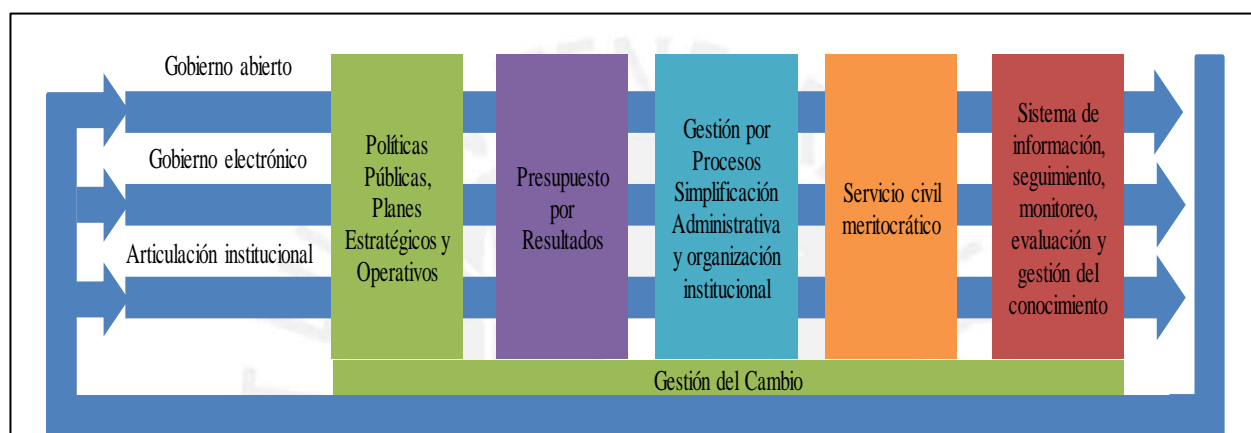 Gobierno abierto
Gobierno electrónico
Articulación institucional
Políticas
Públicas,
Planes
Estratégicos y
Operativos
Presupuesto
por
Resultados
Gestión por
Procesos
Simplificación
Administrativa
y organización
institucional
Servicio civil
meritocrático
Sistema de
información,
seguimiento,
monitoreo,
evaluación y
gestión del
conocimiento
Gestión del Cambio